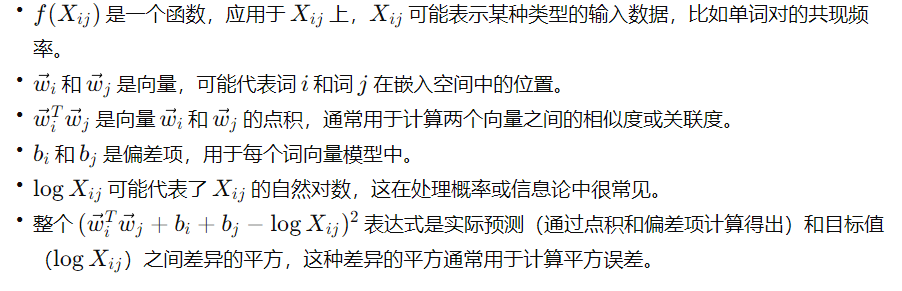 • f(X_{ij}) 是一个函数，应用于 X_{ij} 上，X_{ij} 可能表示某种类型的输入数据，比如单词对的共现频
率。
• \vec{w}_i 和 \vec{w}_j 是向量，可能代表词 i 和词 j 在嵌入空间中的位置。
• \vec{w}_i^T \vec{w}_j 是向量 \vec{w}_i 和 \vec{w}_j 的点积，通常用于计算两个向量之间的相似度或关联度。
• b_i 和 b_j 是偏差项，用于每个词向量模型中。
• \log X_{ij} 可能代表了 X_{ij} 的自然对数，这在处理概率或信息论中很常见。
• 整个 (\vec{w}_i^T \vec{w}_j + b_i + b_j − \log X_{ij})^2 表达式是实际预测（通过点积和偏差项计算得出）和目标值
（\log X_{ij}）之间差异的平方，这种差异的平方通常用于计算平方误差。